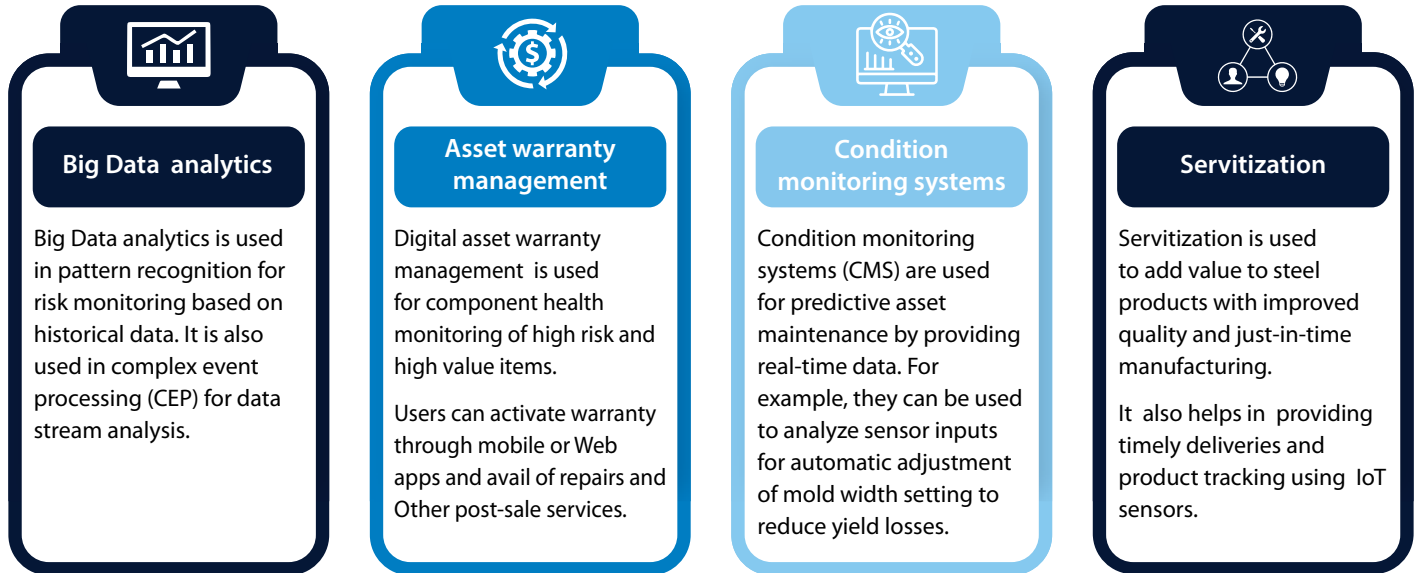 Big Data analytics
Big Data analytics is used
in pattern recognition for
risk monitoring based on
historical data. It is also
used in complex event
processing (CEP) for data
stream analysis.
Asset warranty
management
Digital asset warranty
management is used
for component health
monitoring of high risk and
high value items.
Users can activate warranty
through mobile or Web
apps and avail of repairs and
Other post-sale services.
Condition
monitoring systems
Condition monitoring
systems (CMS) are used
for predictive asset
maintenance by providing
real-time data. For
example, they can be used
to analyze sensor inputs
for automatic adjustment
of mold width setting to
reduce yield losses.
Servitization
Servitization is used
to add value to steel
products with improved
quality and just-in-time
manufacturing.
It also helps in providing
timely deliveries and
product tracking using IoT
sensors.